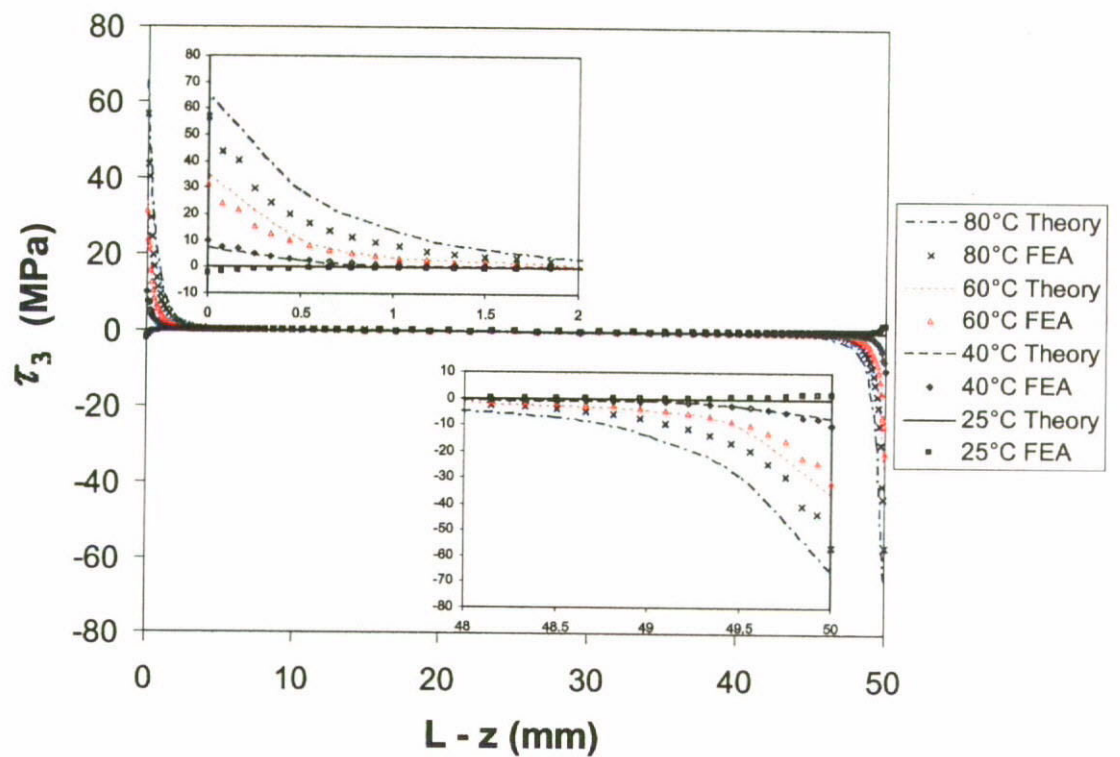 80
60
40
20
0
-20
-40
-60
-80
τ3 (MPa)
0 10 20 30 40 50
L - z (mm)
80
70
60
50
40
30
20
10
0
-10
0 0.5 1 1.5 2
10
0
-10
-20
-30
-40
-50
-60
-70
-80
48 48.5 49 49.5 50
80°C Theory
80°C FEA
60°C Theory
60°C FEA
40°C Theory
40°C FEA
25°C Theory
25°C FEA